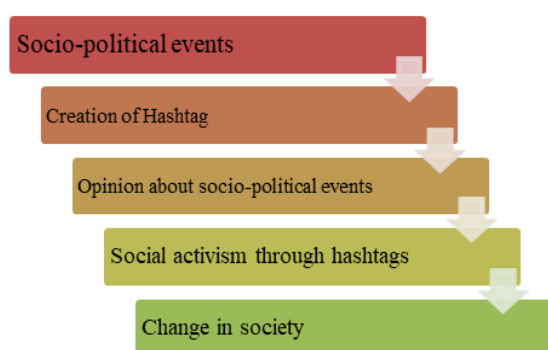 Socio-political events
Creation of Hashtag
Opinion about socio-political events
Social activism through hashtags
Change in society